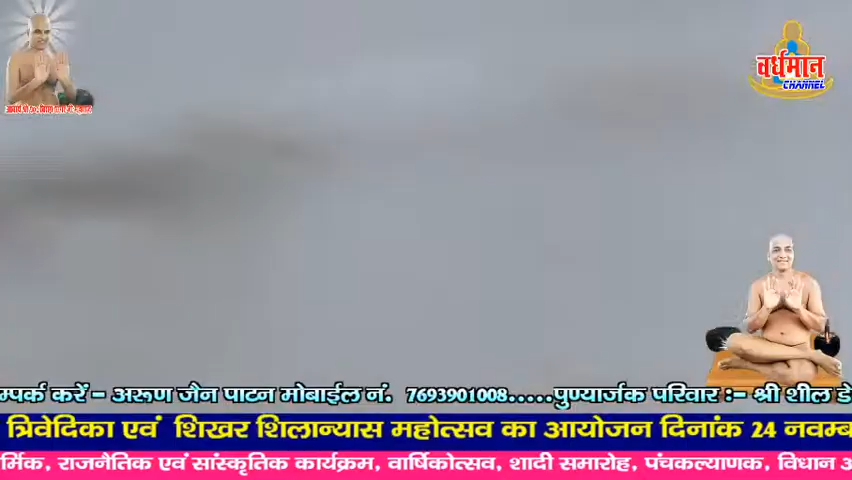 वर्धमान
CHANNEL
म्पर्क करें - अरूण जैन पाटन मोबाईल नं. 7693901008.....पुण्यार्जक परिवार :- श्री शील डे
त्रिवेदिका एवं शिखर शिलान्यास महोत्सव का आयोजन दिनांक 24 नवम्ब
र्मिक, राजनैतिक एवं सांस्कृतिक कार्यक्रम, वार्षिकोत्सव, शादी समारोह, पंचकल्याणक, विधान अ